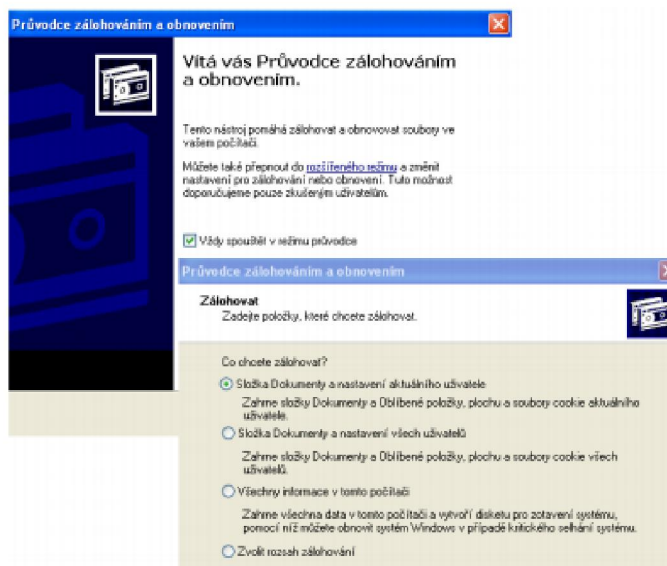 Průvodce zálohováním a obnovením
Vítá vás Průvodce zálohováním
a obnovením.
Tento nástroj pomáhá zálohovat a obnovovat soubory ve
vašem počítači.
Můžete také přepnout do rozšířeného režimu a změnit
nastavení pro zálohování nebo obnovení. Tuto možnost
doporučujeme pouze zkušeným uživatelům.
Vždy spouštět v režimu průvodce
Průvodce zálohováním a obnovením
Zálohovat
Zadejte položky, které chcete zálohovat.
Co chcete zálohovat?
Složka Dokumenty a nastavení aktuálního uživatele
Zahrne složky Dokumenty a Oblíbené položky, plochu a soubory cookie aktuálního
uživatele.
Složka Dokumenty a nastavení všech uživatelů
Zahrne složky Dokumenty a Oblíbené položky, plochu a soubory cookie všech
uživatelů.
Všechny informace v tomto počítači
Zahrne všechna data v tomto počítači a vytvoří disketu pro zotavení systému,
pomocí níž můžete obnovit systém Windows v případě kritického selhání systému.
Zvolit rozsah zálohování